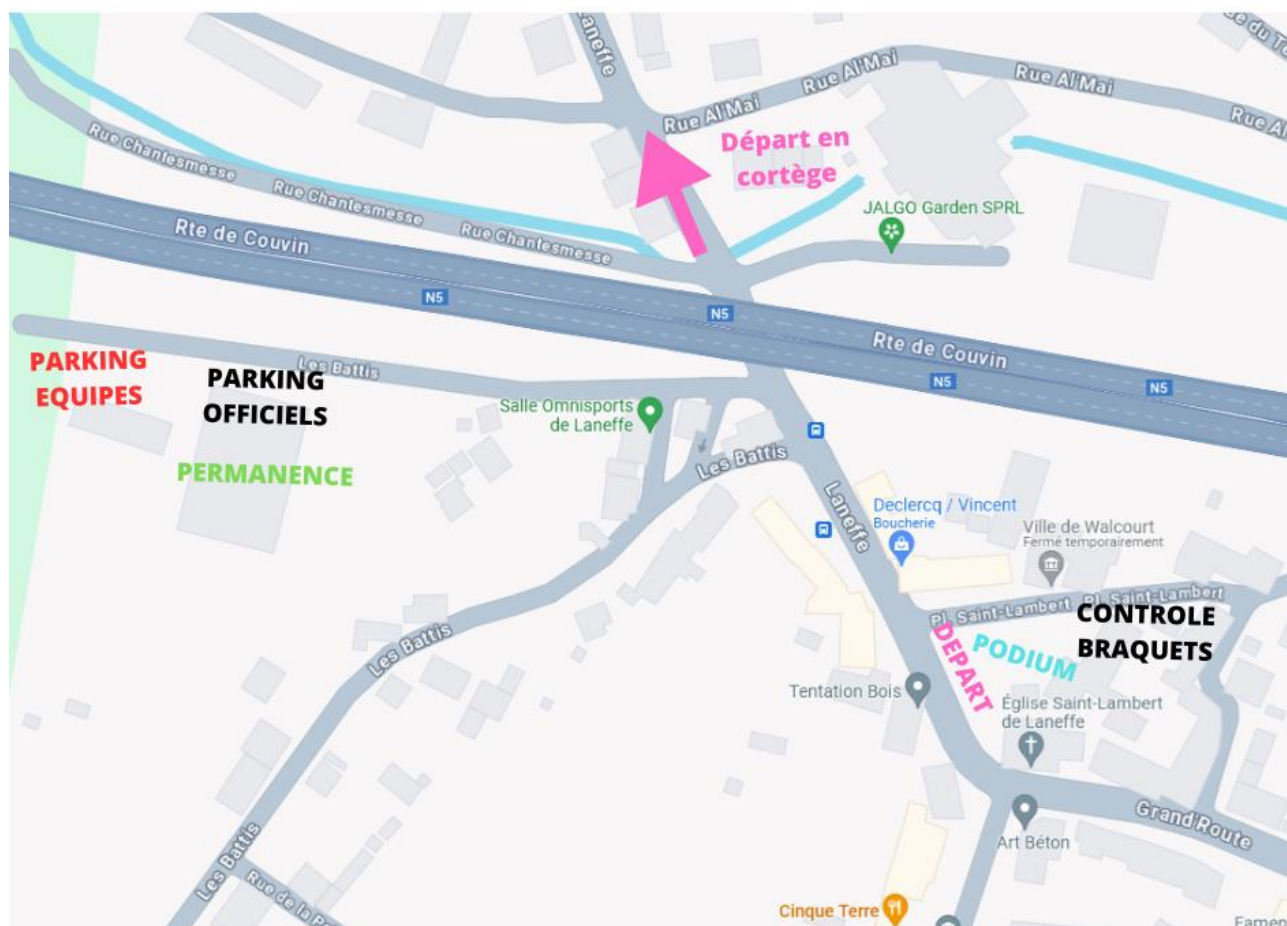 Laneffe
Rue Al'Mai
Rue Al'Mai
Rue Al'Mai
Rue Chantesmesse
Rue Chantesmesse
Rue Chantesmesse
Départ en
cortège
JALGO Garden SPRL
Rte de Couvin
N5
N5
Rte de Couvin
N5
N5
PARKING
EQUIPES
Les Battis
PARKING
OFFICIELS
PERMANENCE
Salle Omnisports
de Laneffe
Les Battis
Laneffe
Declercq / Vincent
Boucherie
Ville de Walcourt
Fermé temporairement
Pl. Saint-Lambert
Pl. Saint-Lambert
CONTROLE
BRAQUETS
DEPART
PODIUM
Les Battis
Tentation Bois
Église Saint-Lambert
de Laneffe
Grand'Route
Art Béton
Les Battis
Rue de la
Cinque Terre